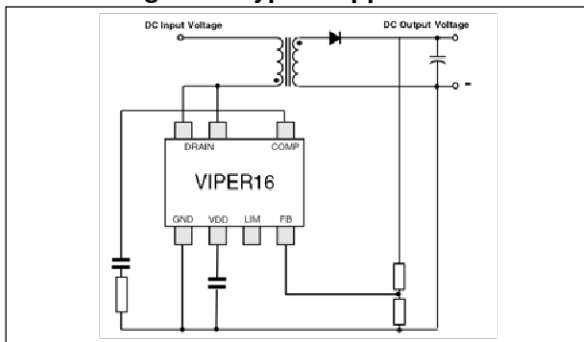 DC Input Voltage
DC Output Voltage
DRAIN
COMP
VIPER16
GND
VDD
LIM
FB